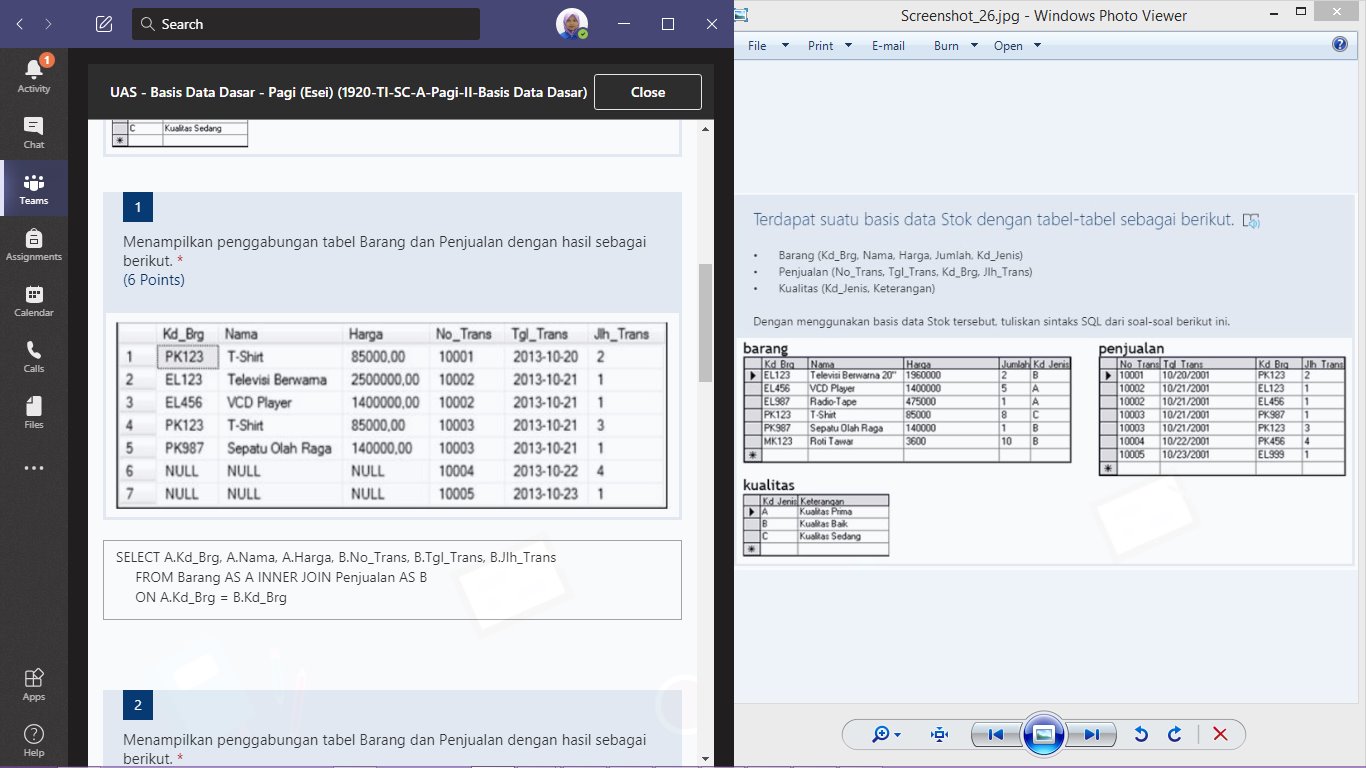 Search
Screenshot_26.jpg - Windows Photo Viewer
File Print E-mail Burn Open
1
Activity
Chat
Teams
Assignments
Calendar
Calls
Files
Apps
Help
UAS - Basis Data Dasar - Pagi (Esei) (1920-TI-SC-A-Pagi-II-Basis Data Dasar)
Close
C Kualitas Sedang
1
Menampilkan penggabungan tabel Barang dan Penjualan dengan hasil sebagai
berikut. *
(6 Points)
Kd_Brg Nama Harga No_Trans Tgl_Trans Jlh_Trans
1 PK123 T-Shirt 85000,00 10001 2013-10-20 2
2 EL123 Televisi Berwarna 2500000,00 10002 2013-10-21 1
3 EL456 VCD Player 1400000,00 10002 2013-10-21 1
4 PK123 T-Shirt 85000,00 10003 2013-10-21 3
5 PK987 Sepatu Olah Raga 140000,00 10003 2013-10-21 1
6 NULL NULL NULL 10004 2013-10-22 4
7 NULL NULL NULL 10005 2013-10-23 1
SELECT A.Kd_Brg, A.Nama, A.Harga, B.No_Trans, B.Tgl_Trans, B.Jlh_Trans
FROM Barang AS A INNER JOIN Penjualan AS B
ON A.Kd_Brg = B.Kd_Brg
2
Menampilkan penggabungan tabel Barang dan Penjualan dengan hasil sebagai
berikut. *
Terdapat suatu basis data Stok dengan tabel-tabel sebagai berikut.
• Barang (Kd_Brg, Nama, Harga, Jumlah, Kd_Jenis)
• Penjualan (No_Trans, Tgl_Trans, Kd_Brg, Jlh_Trans)
• Kualitas (Kd_Jenis, Keterangan)
Dengan menggunakan basis data Stok tersebut, tuliskan sintaks SQL dari soal-soal berikut ini.
barang
Kd_Brg Nama Harga Jumlah Kd_Jenis
EL123 Televisi Berwarna 20" 1960000 2 B
EL456 VCD Player 1400000 5 A
EL987 Radio-Tape 475000 1 A
PK123 T-Shirt 85000 8 C
PK987 Sepatu Olah Raga 140000 1 B
MK123 Roti Tawar 3600 10 B
penjualan
No_Trans Tgl_Trans Kd_Brg Jlh_Trans
10001 10/20/2001 PK123 2
10002 10/21/2001 EL123 1
10002 10/21/2001 EL456 1
10003 10/21/2001 PK987 1
10003 10/21/2001 PK123 3
10004 10/22/2001 PK456 4
10005 10/23/2001 EL999 1
kualitas
Kd_Jenis Keterangan
A Kualitas Prima
B Kualitas Baik
C Kualitas Sedang